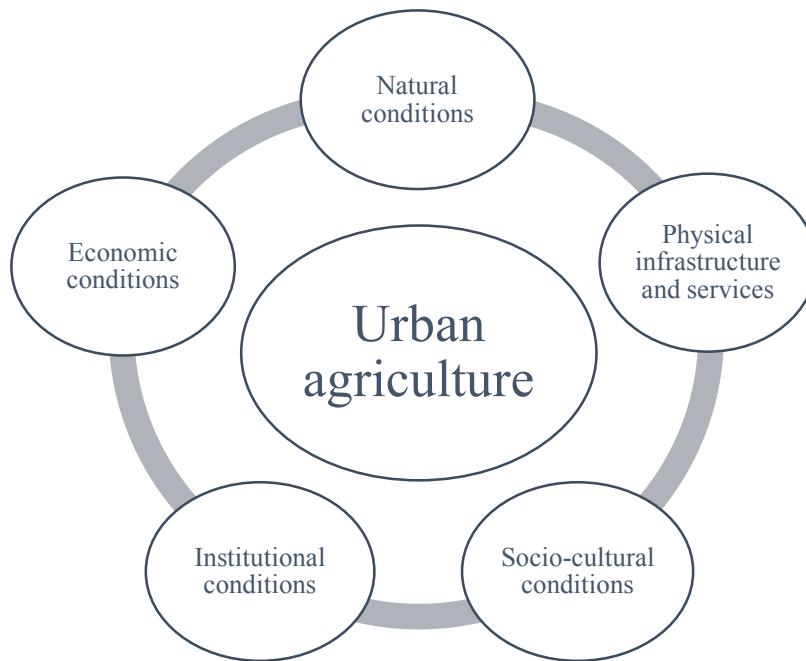 Natural
conditions
Physical
infrastructure
and services
Economic
conditions
Urban
agriculture
Institutional
conditions
Socio-cultural
conditions